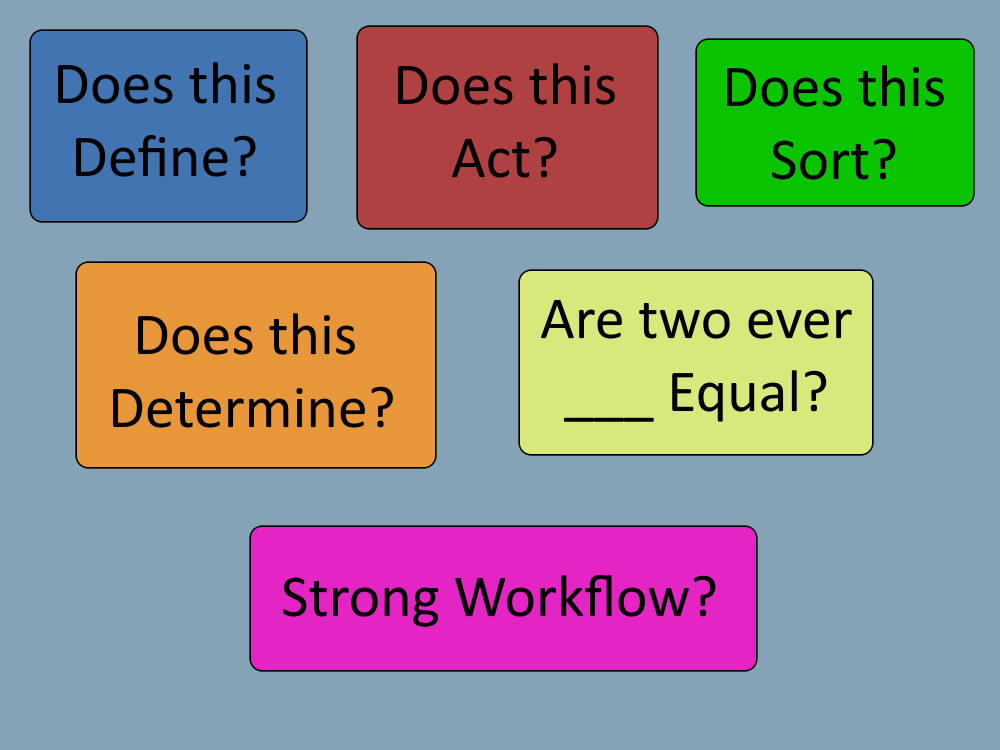 Does this
Define?
Does this
Act?
Does this
Sort?
Does this
Determine?
Are two ever
___ Equal?
Strong Workflow?